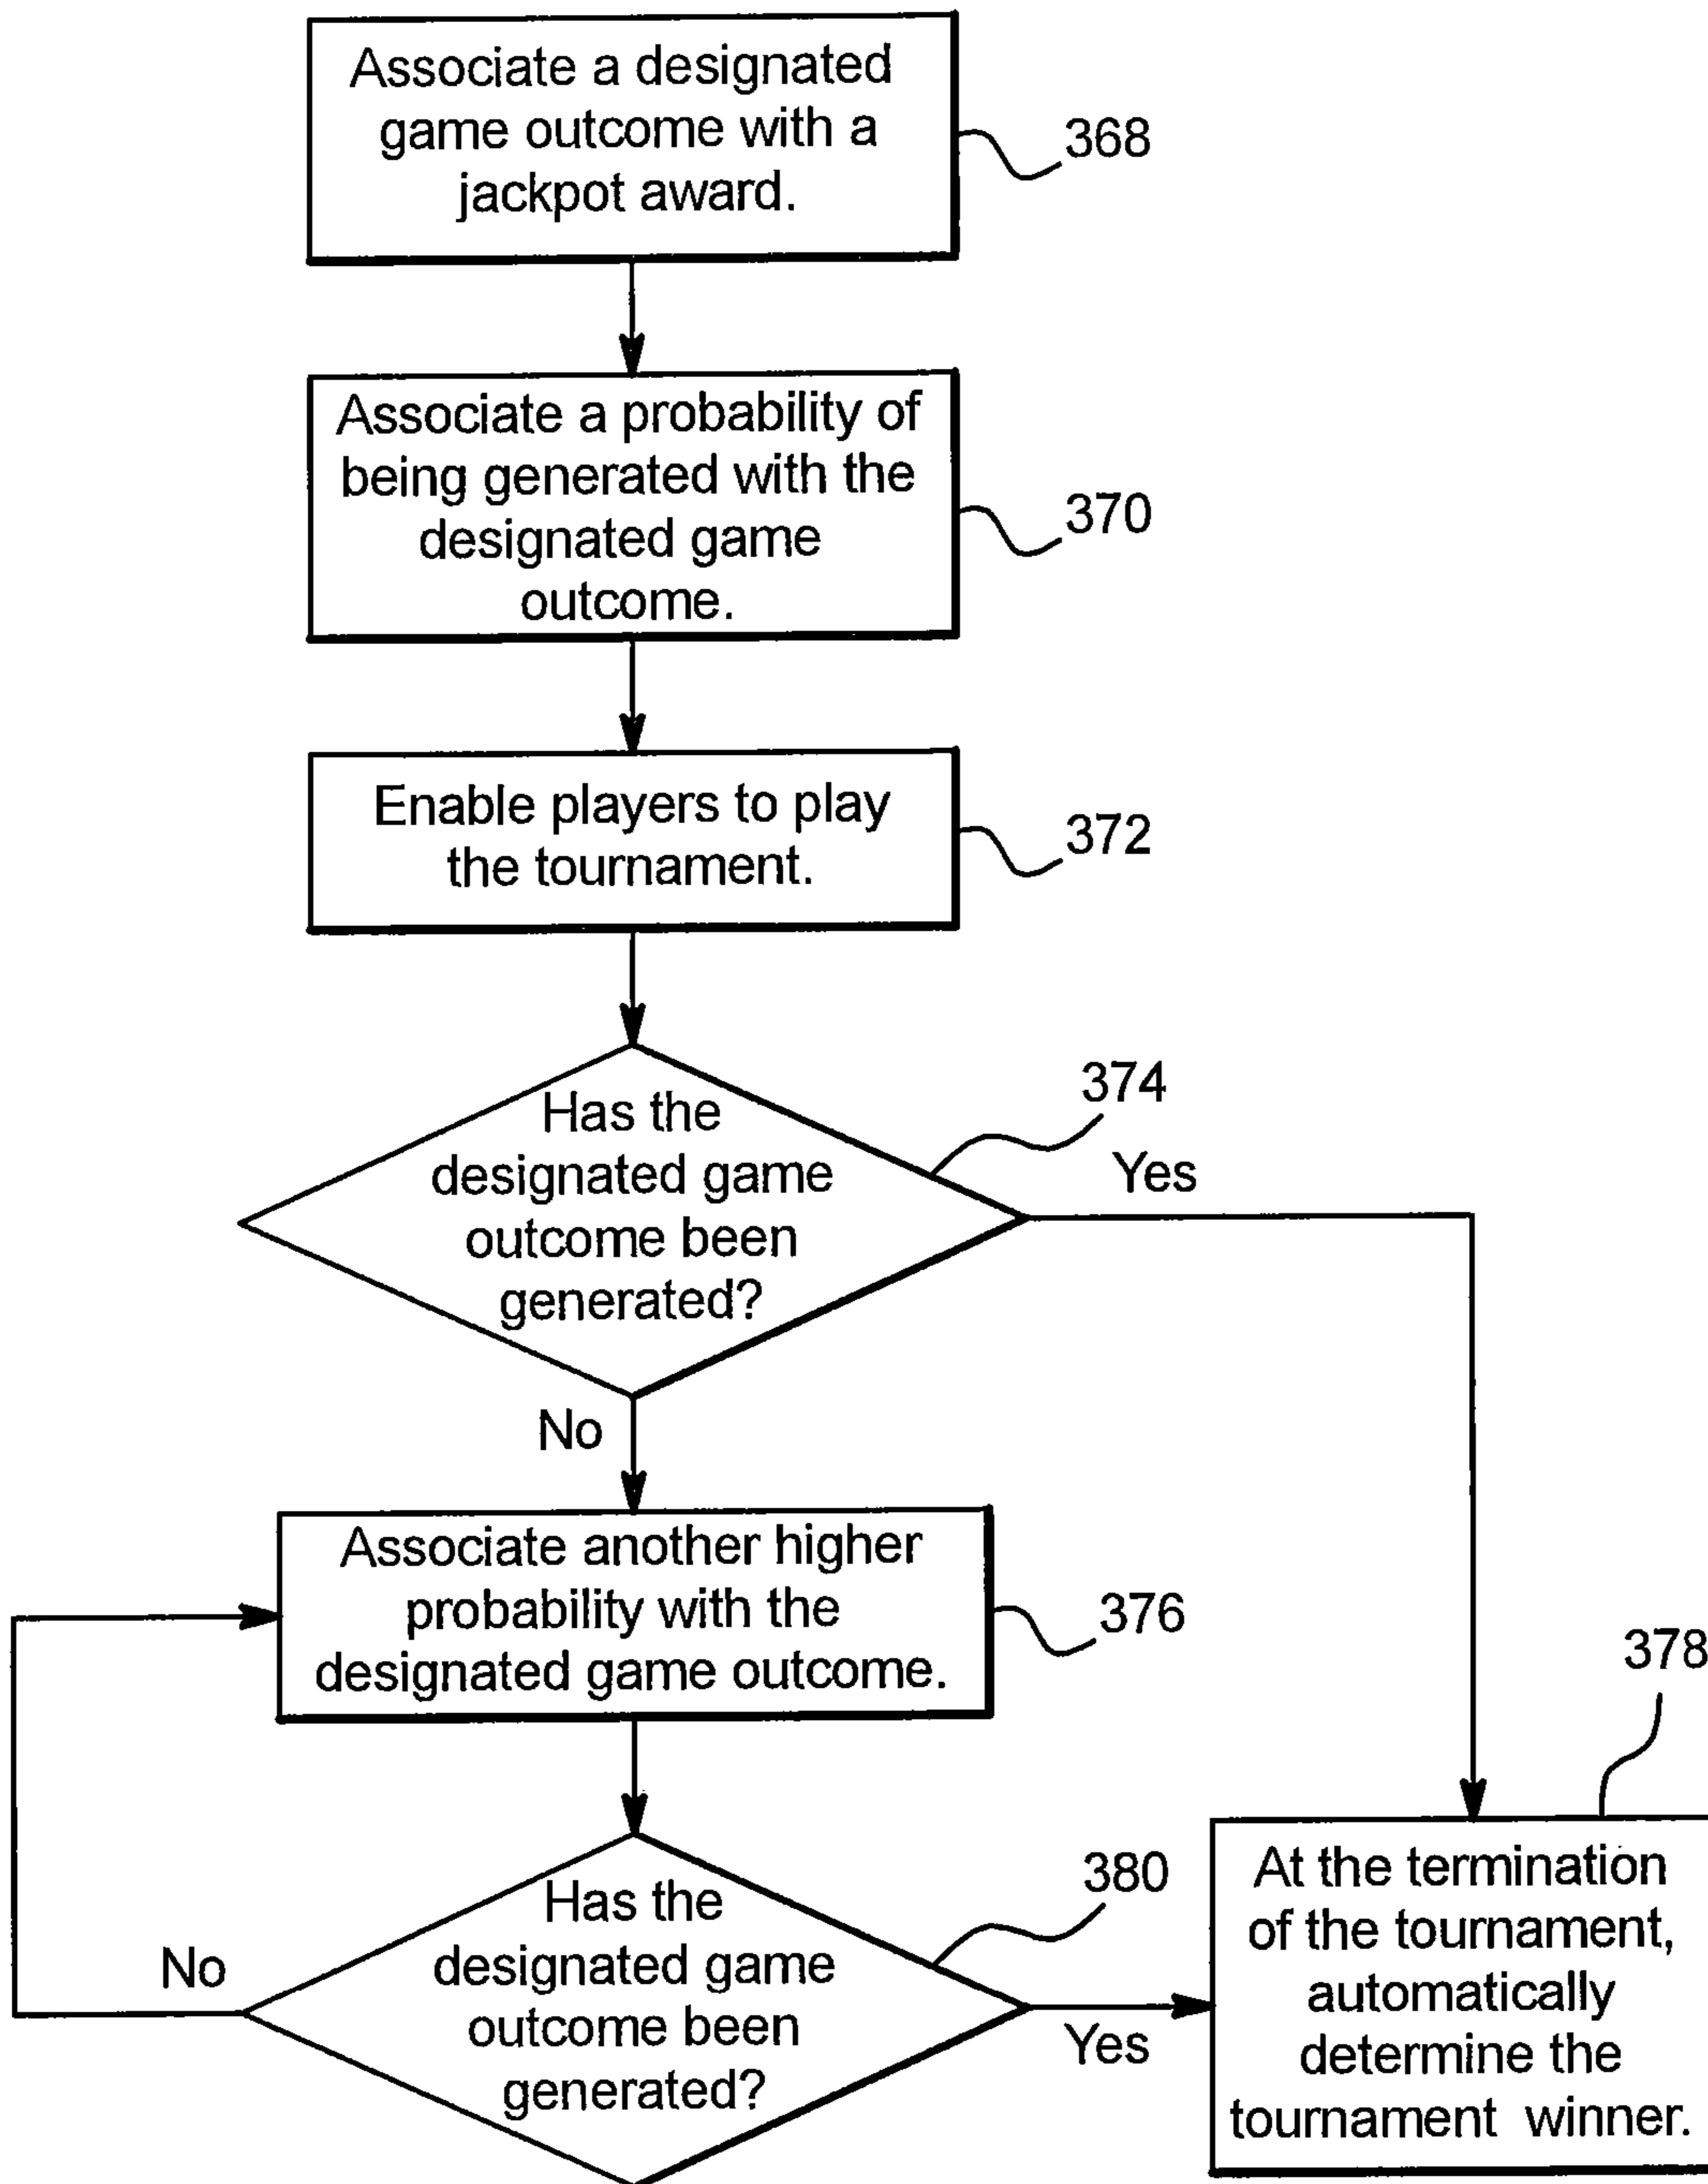 Associate a designated
game outcome with a
jackpot award.
368
Associate a probability of
being generated with the
designated game
outcome.
370
Enable players to play
the tournament.
372
Has the
designated game
outcome been
generated?
374
Yes
No
Associate another higher
probability with the
designated game outcome.
376
378
Has the
designated game
outcome been
generated?
380
No
Yes
At the termination
of the tournament,
automatically
determine the
tournament winner.